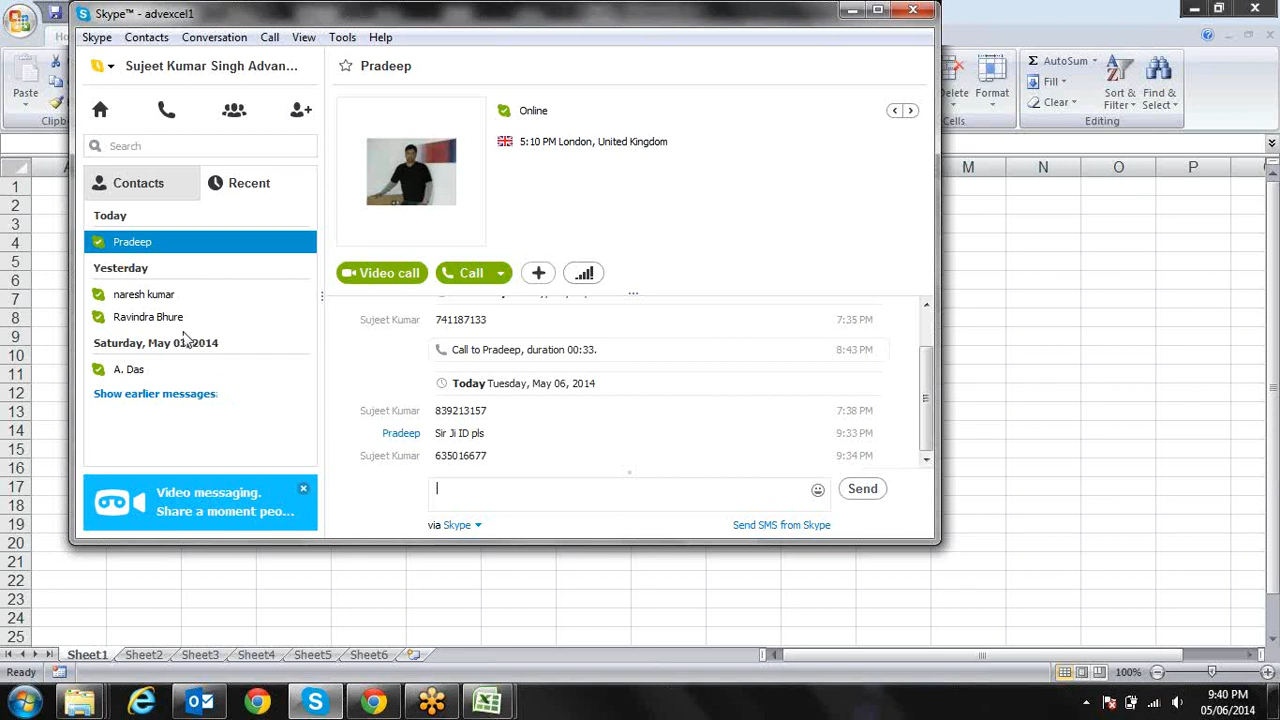 Skype™ - advexcel1
Skype Contacts Conversation Call View Tools Help
Sujeet Kumar Singh Advan...
Pradeep
Online
5:10 PM London, United Kingdom
Search
Contacts
Recent
Today
Pradeep
Yesterday
naresh kumar
Ravindra Bhure
Saturday, May 03, 2014
A. Das
Show earlier messages
Video messaging.
Share a moment peo...
Video call
Call
Sujeet Kumar 741187133 7:35 PM
Call to Pradeep, duration 00:33. 8:43 PM
Today Tuesday, May 06, 2014
Sujeet Kumar 839213157 7:38 PM
Pradeep Sir Ji ID pls 9:33 PM
Sujeet Kumar 635016677 9:34 PM
Send
via Skype
Send SMS from Skype
Paste
Clipb
AutoSum
Fill
Clear
Sort &
Filter
Find &
Select
Delete
Format
Cells
Editing
M N O P
1
2
3
4
5
6
7
8
9
10
11
12
13
14
15
16
17
18
19
20
21
22
23
24
25
Sheet1 Sheet2 Sheet3 Sheet4 Sheet5 Sheet6
Ready
100%
9:40 PM
05/06/2014